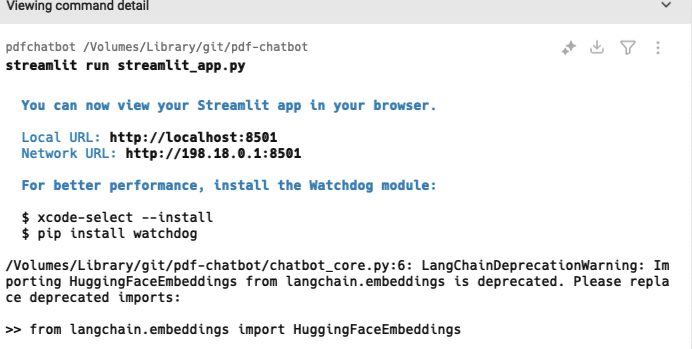 Viewing command detail
pdfchatbot /Volumes/Library/git/pdf-chatbot
streamlit run streamlit_app.py
You can now view your Streamlit app in your browser.
Local URL: http://localhost:8501
Network URL: http://198.18.0.1:8501
For better performance, install the Watchdog module:
$ xcode-select --install
$ pip install watchdog
/Volumes/Library/git/pdf-chatbot/chatbot_core.py:6: LangChainDeprecationWarning: Im
porting HuggingFaceEmbeddings from langchain.embeddings is deprecated. Please repla
ce deprecated imports:
>> from langchain.embeddings import HuggingFaceEmbeddings